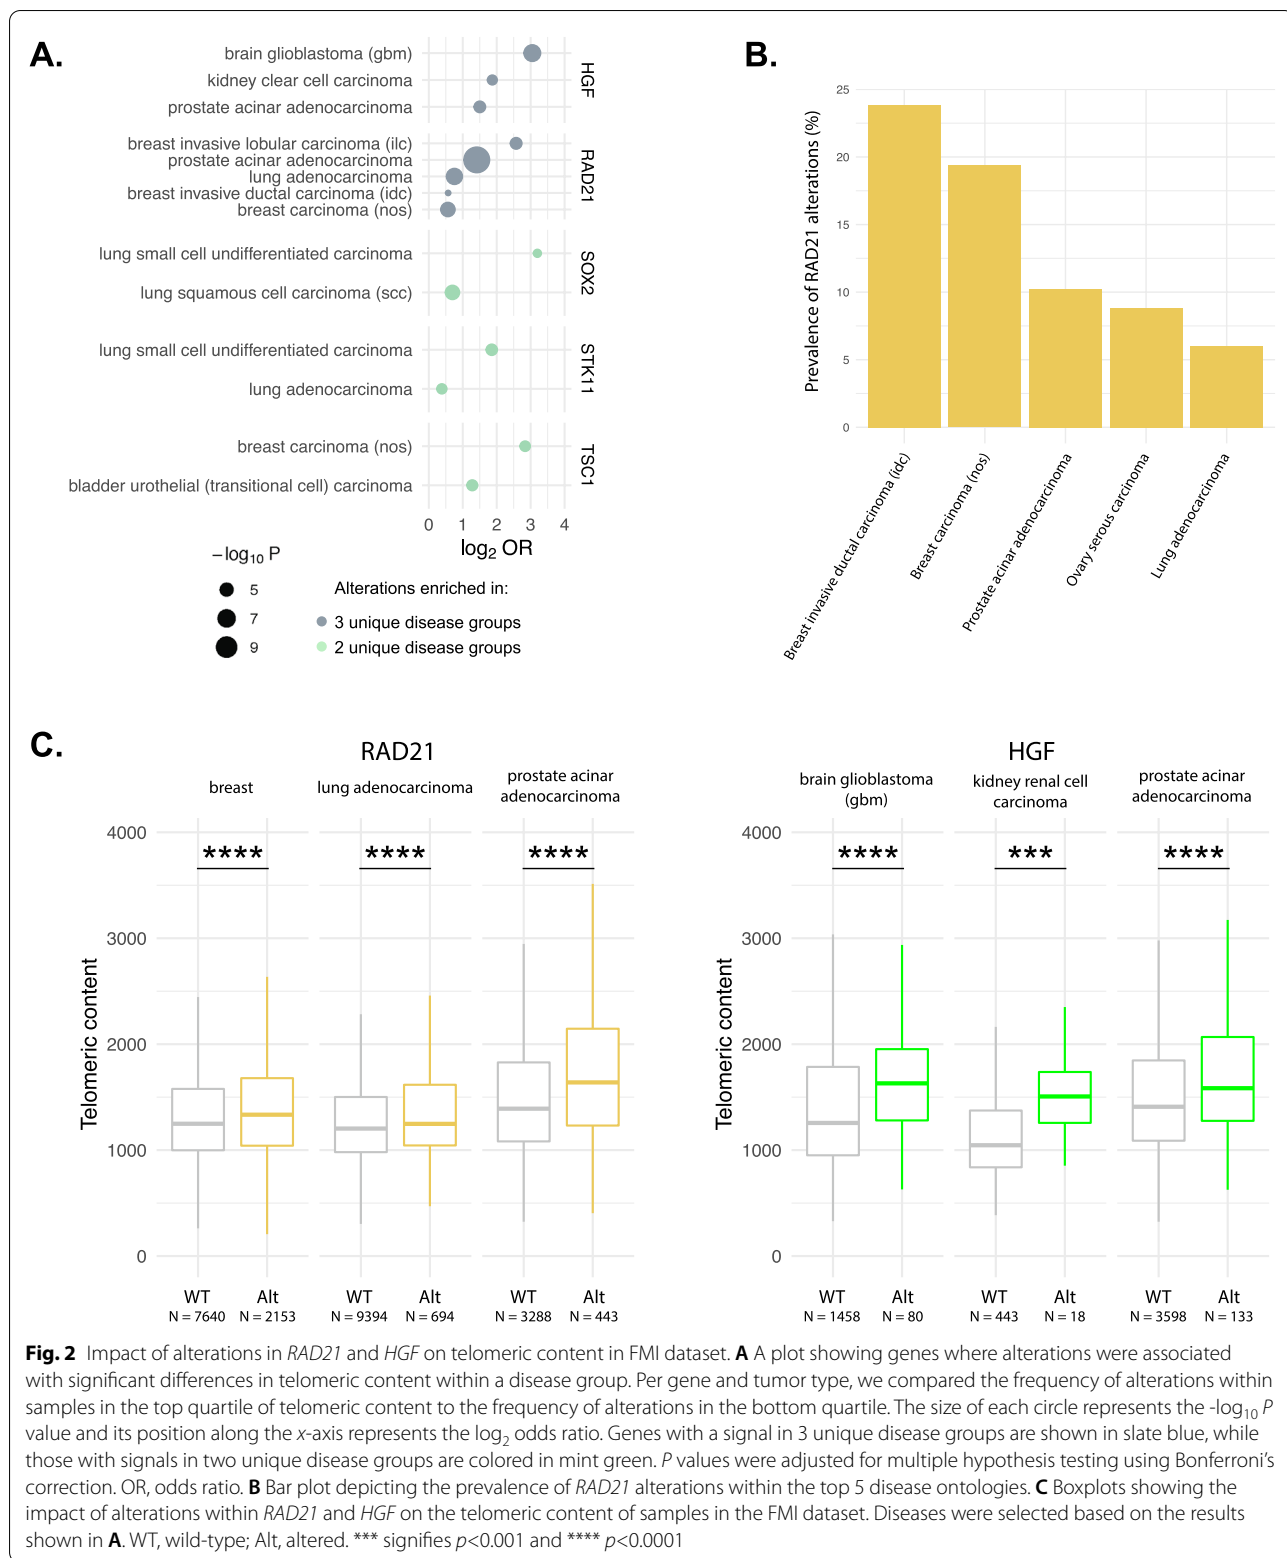 A.
brain glioblastoma (gbm)
kidney clear cell carcinoma
prostate acinar adenocarcinoma
HGF
breast invasive lobular carcinoma (ilc)
prostate acinar adenocarcinoma
lung adenocarcinoma
breast invasive ductal carcinoma (idc)
breast carcinoma (nos)
RAD21
lung small cell undifferentiated carcinoma
lung squamous cell carcinoma (scc)
SOX2
lung small cell undifferentiated carcinoma
lung adenocarcinoma
STK11
breast carcinoma (nos)
bladder urothelial (transitional cell) carcinoma
TSC1
0 1 2 3 4
log2 OR
−log10 P
5
7
9
Alterations enriched in:
3 unique disease groups
2 unique disease groups
B.
Prevalence of RAD21 alterations (%)
25
20
15
10
5
0
Breast invasive ductal carcinoma (idc)
Breast carcinoma (nos)
Prostate acinar adenocarcinoma
Ovary serous carcinoma
Lung adenocarcinoma
C.
RAD21
breast
lung adenocarcinoma
prostate acinar
adenocarcinoma
Telomeric content
4000
3000
2000
1000
0
**** **** ****
WT Alt WT Alt WT Alt
N = 7640 N = 2153 N = 9394 N = 694 N = 3288 N = 443
HGF
brain glioblastoma
(gbm)
kidney renal cell
carcinoma
prostate acinar
adenocarcinoma
Telomeric content
4000
3000
2000
1000
0
**** *** ****
WT Alt WT Alt WT Alt
N = 1458 N = 80 N = 443 N = 18 N = 3598 N = 133
Fig. 2 Impact of alterations in RAD21 and HGF on telomeric content in FMI dataset. A A plot showing genes where alterations were associated
with significant differences in telomeric content within a disease group. Per gene and tumor type, we compared the frequency of alterations within
samples in the top quartile of telomeric content to the frequency of alterations in the bottom quartile. The size of each circle represents the -log10 P
value and its position along the x-axis represents the log2 odds ratio. Genes with a signal in 3 unique disease groups are shown in slate blue, while
those with signals in two unique disease groups are colored in mint green. P values were adjusted for multiple hypothesis testing using Bonferroni’s
correction. OR, odds ratio. B Bar plot depicting the prevalence of RAD21 alterations within the top 5 disease ontologies. C Boxplots showing the
impact of alterations within RAD21 and HGF on the telomeric content of samples in the FMI dataset. Diseases were selected based on the results
shown in A. WT, wild-type; Alt, altered. *** signifies p<0.001 and **** p<0.0001